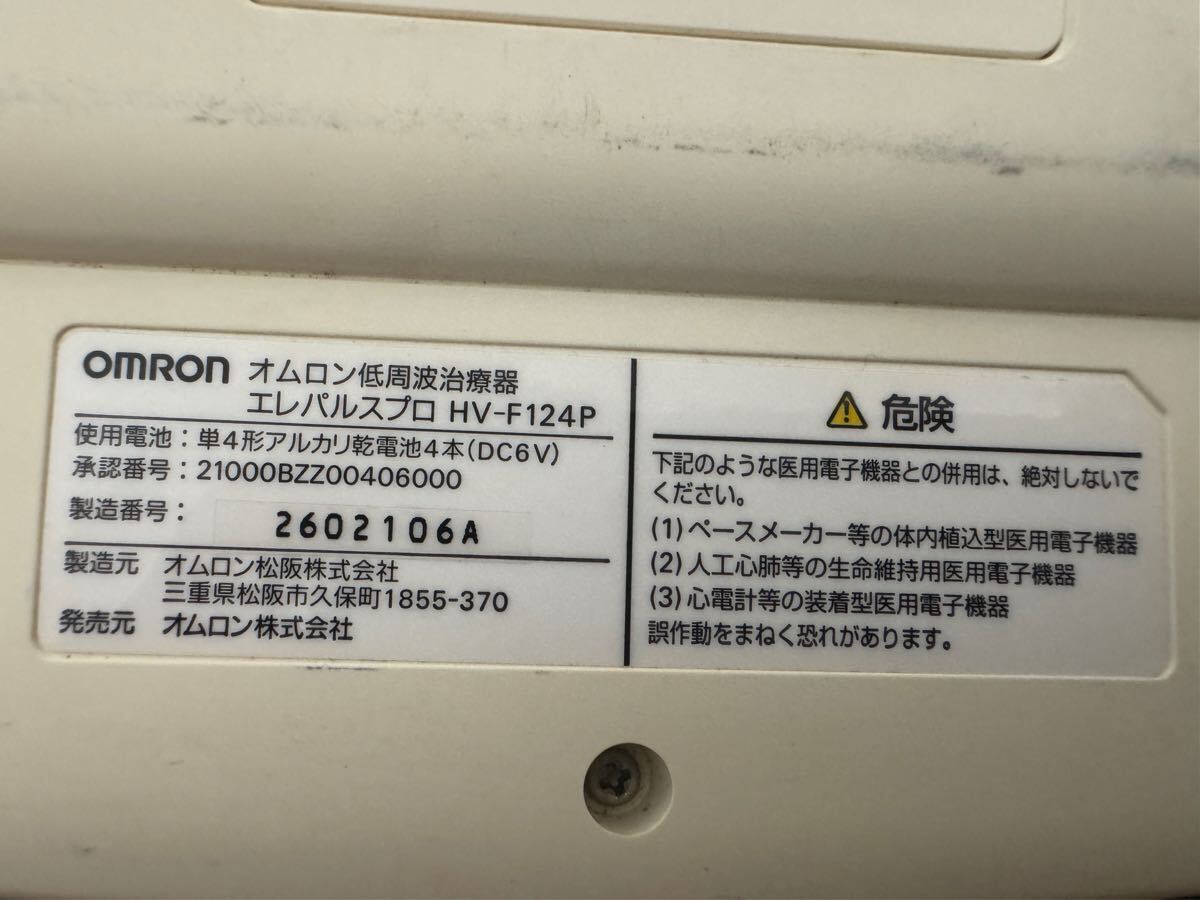 OMRON オムロン低周波治療器
エレパルスプロ HV-F124P
使用電池：単4形アルカリ乾電池4本(DC6V)
承認番号：21000BZZ00406000
製造番号： 2602106A
製造元 オムロン松阪株式会社
三重県松阪市久保町1855-370
発売元 オムロン株式会社
危険
下記のような医用電子機器との併用は、絶対しないで
ください。
(1)ペースメーカー等の体内植込型医用電子機器
(2)人工心肺等の生命維持用医用電子機器
(3)心電計等の装着型医用電子機器
誤作動をまねく恐れがあります。